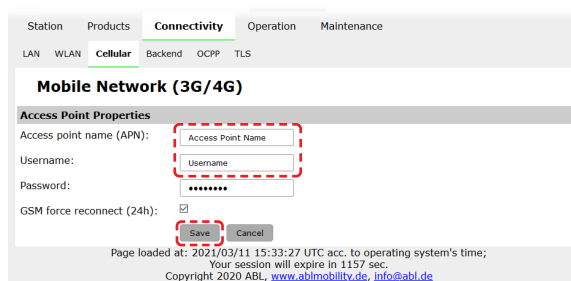 Station Products Connectivity Operation Maintenance
LAN WLAN Cellular Backend OCPP TLS
Mobile Network (3G/4G)
Access Point Properties
Access point name (APN): Access Point Name
Username: Username
Password: ••••••••
GSM force reconnect (24h):
Save Cancel
Page loaded at: 2021/03/11 15:33:27 UTC acc. to operating system's time;
Your session will expire in 1157 sec.
Copyright 2020 ABL, www.ablmobility.de, info@abl.de